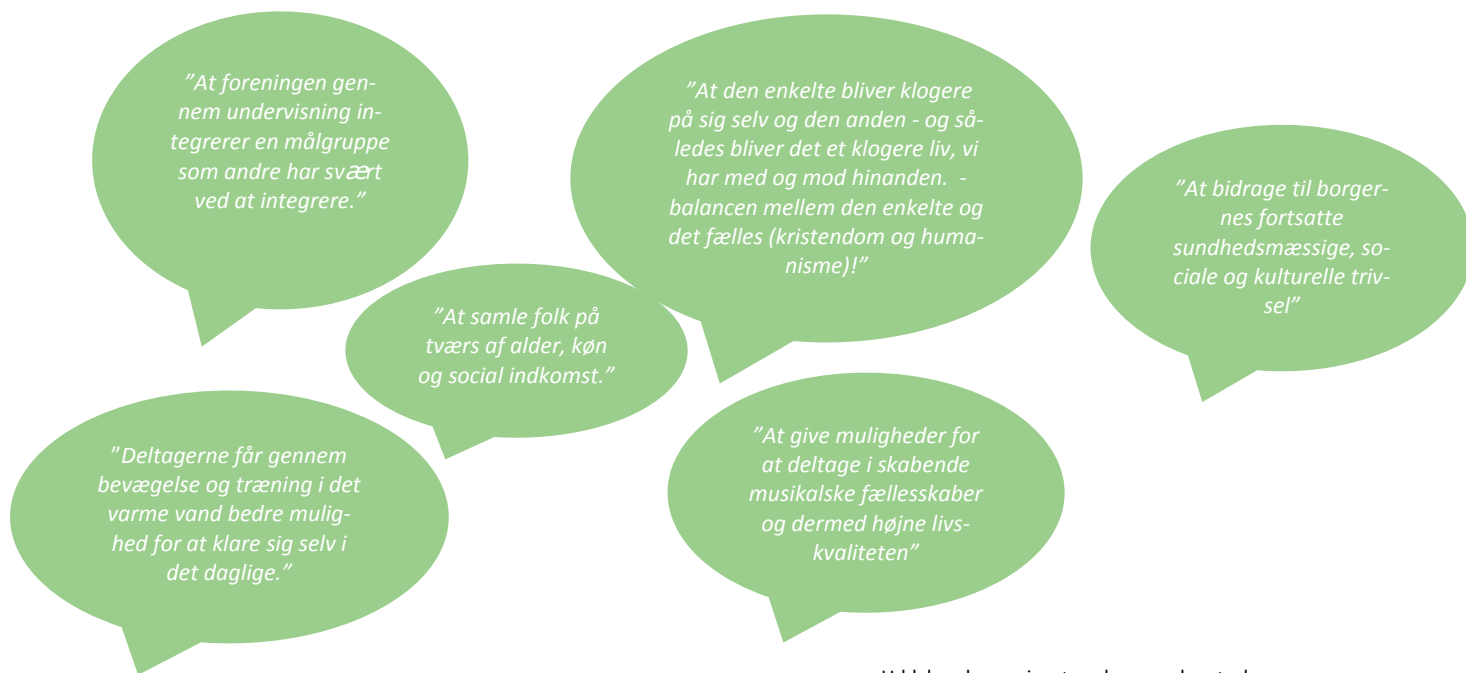 ”At foreningen gen-
nem undervisning in-
tegrerer en målgruppe
som andre har svært
ved at integrere.”
”At den enkelte bliver klogere
på sig selv og den anden - og så-
ledes bliver det et klogere liv, vi
har med og mod hinanden. -
balancen mellem den enkelte og
det fælles (kristendom og huma-
nisme)!”
”At bidrage til borger-
nes fortsatte
sundhedsmæssige, so-
ciale og kulturelle triv-
sel”
”At samle folk på
tværs af alder, køn
og social indkomst.”
”Deltagerne får gennem
bevægelse og træning i det
varme vand bedre mulig-
hed for at klare sig selv i
det daglige.”
”At give muligheder for
at deltage i skabende
musikalske fællesskaber
og dermed højne livs-
kvaliteten”